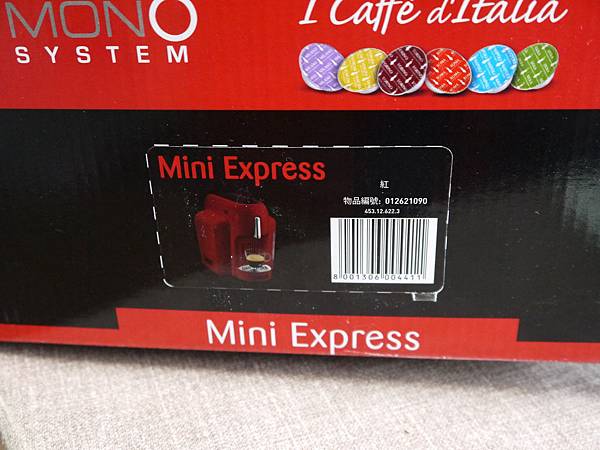 MONO
SYSTEM
I Caffè d'Italia
Mini Express
紅
物品編號: 012621090
453.12.622.3
8 001306 004411
Mini Express